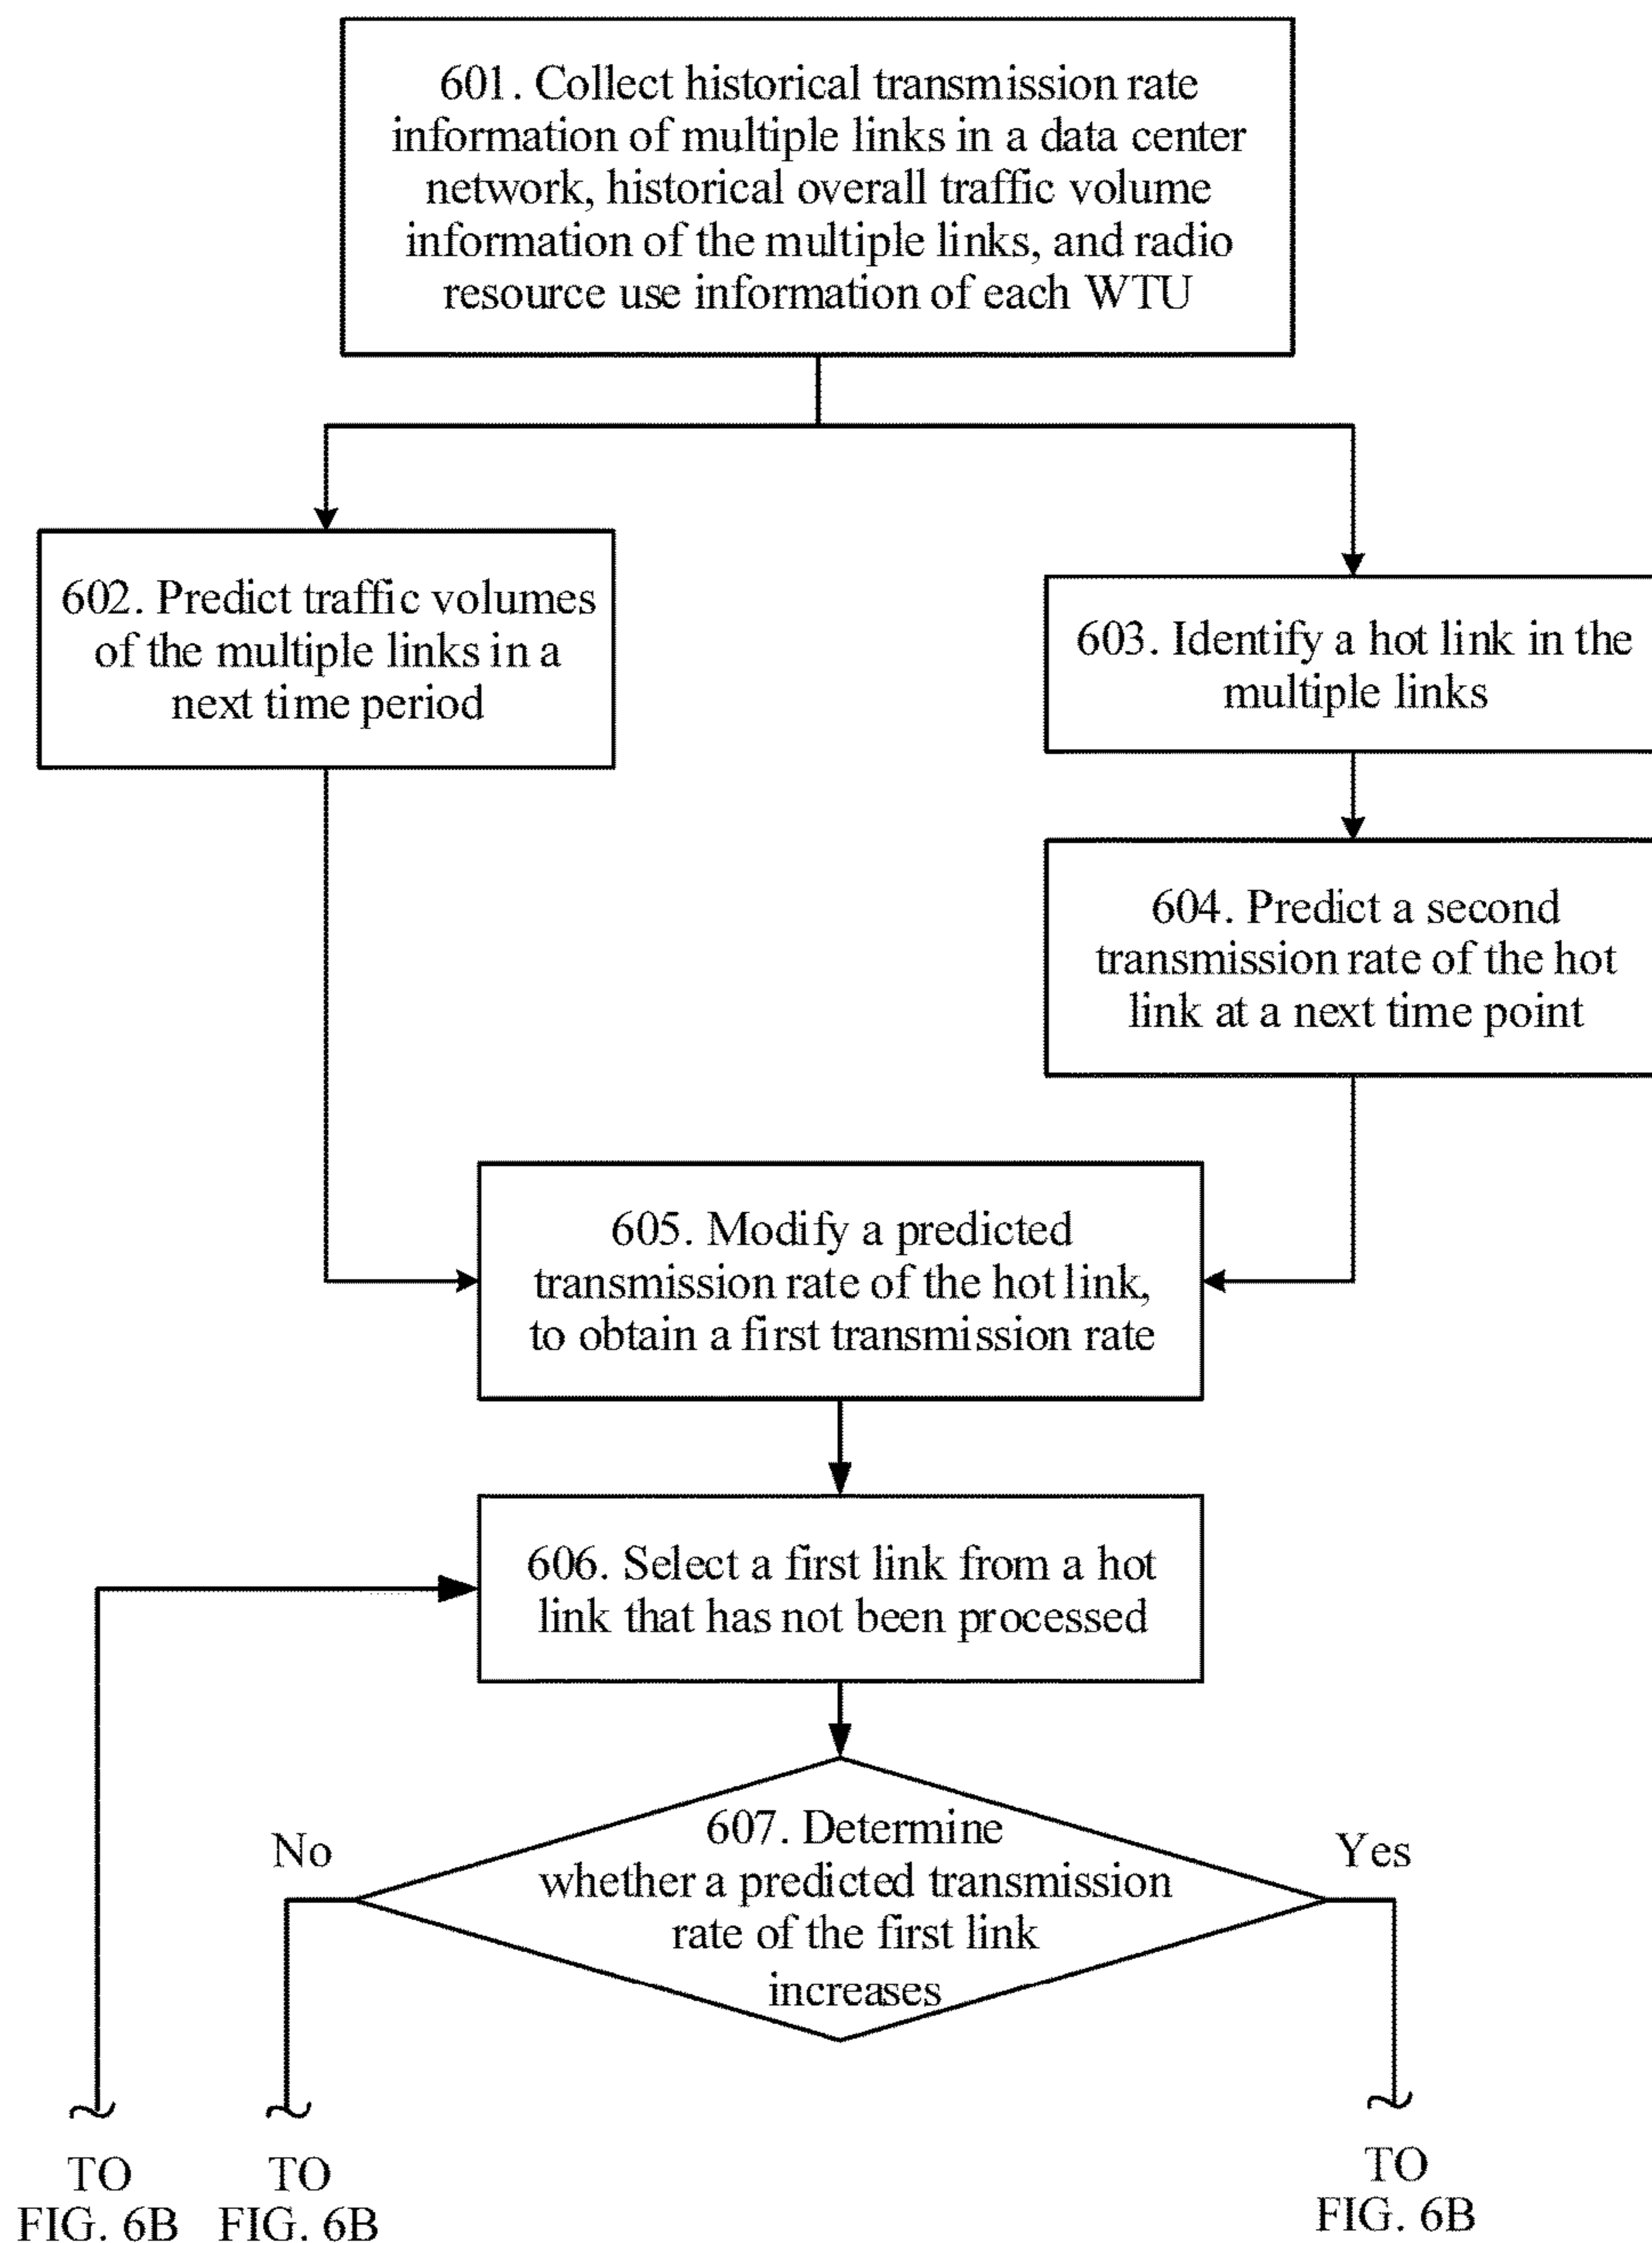 601. Collect historical transmission rate
information of multiple links in a data center
network, historical overall traffic volume
information of the multiple links, and radio
resource use information of each WTU
602. Predict traffic volumes
of the multiple links in a
next time period
603. Identify a hot link in the
multiple links
604. Predict a second
transmission rate of the hot
link at a next time point
605. Modify a predicted
transmission rate of the hot link,
to obtain a first transmission rate
606. Select a first link from a hot
link that has not been processed
607. Determine
whether a predicted transmission
rate of the first link
increases
No
Yes
TO
FIG. 6B
TO
FIG. 6B
TO
FIG. 6B